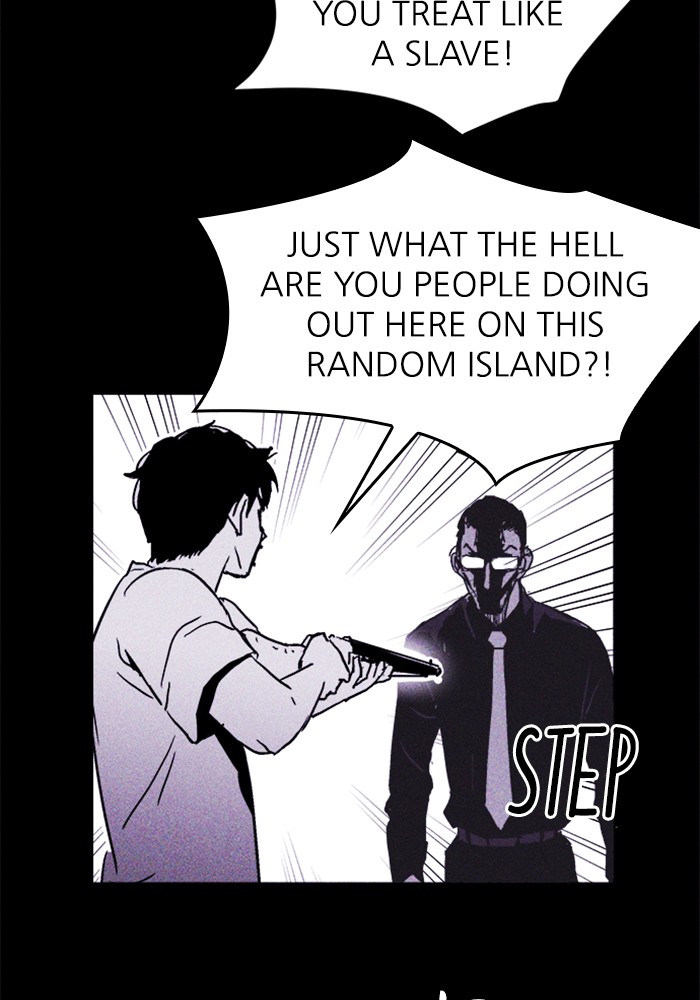 YOU TREAT LIKE
A SLAVE!
JUST WHAT THE HELL
ARE YOU PEOPLE DOING
OUT HERE ON THIS
RANDOM ISLAND?!
STEP